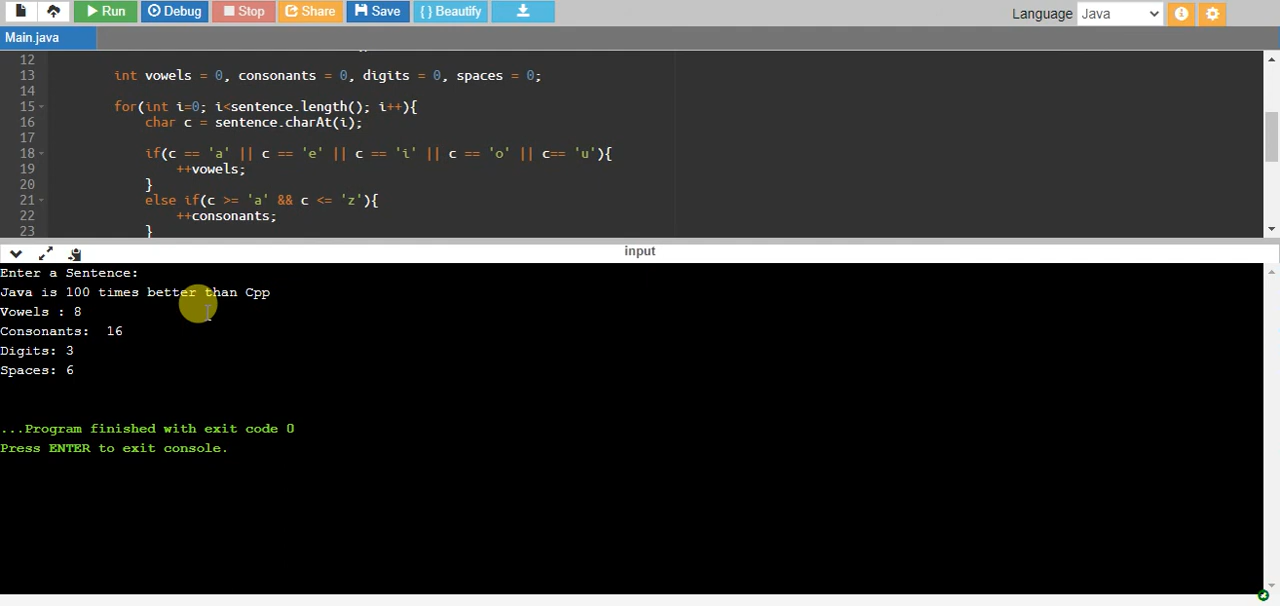 Run Debug Stop Share Save { } Beautify Language Java
Main.java
12
13 int vowels = 0, consonants = 0, digits = 0, spaces = 0;
14
15 for(int i=0; i<sentence.length(); i++){
16 char c = sentence.charAt(i);
17
18 if(c == 'a' || c == 'e' || c == 'i' || c == 'o' || c== 'u'){
19 ++vowels;
20 }
21 else if(c >= 'a' && c <= 'z'){
22 ++consonants;
23 }
input
Enter a Sentence:
Java is 100 times better than Cpp
Vowels : 8
Consonants:  16
Digits: 3
Spaces: 6
...Program finished with exit code 0
Press ENTER to exit console.